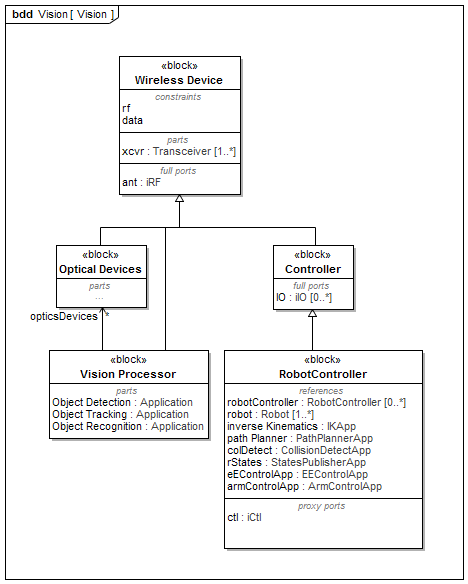 bdd Vision [ Vision ]
«block»
Wireless Device
constraints
rf
data
parts
xcvr : Transceiver [1..*]
full ports
ant : iRF
«block»
Optical Devices
parts
...
opticsDevices *
«block»
Controller
full ports
IO : iIO [0..*]
«block»
Vision Processor
parts
Object Detection : Application
Object Tracking : Application
Object Recognition : Application
«block»
RobotController
references
robotController : RobotController [0..*]
robot : Robot [1..*]
inverse Kinematics : IKApp
path Planner : PathPlannerApp
colDetect : CollisionDetectApp
rStates : StatesPublisherApp
eEControlApp : EEControlApp
armControlApp : ArmControlApp
proxy ports
ctl : iCtl